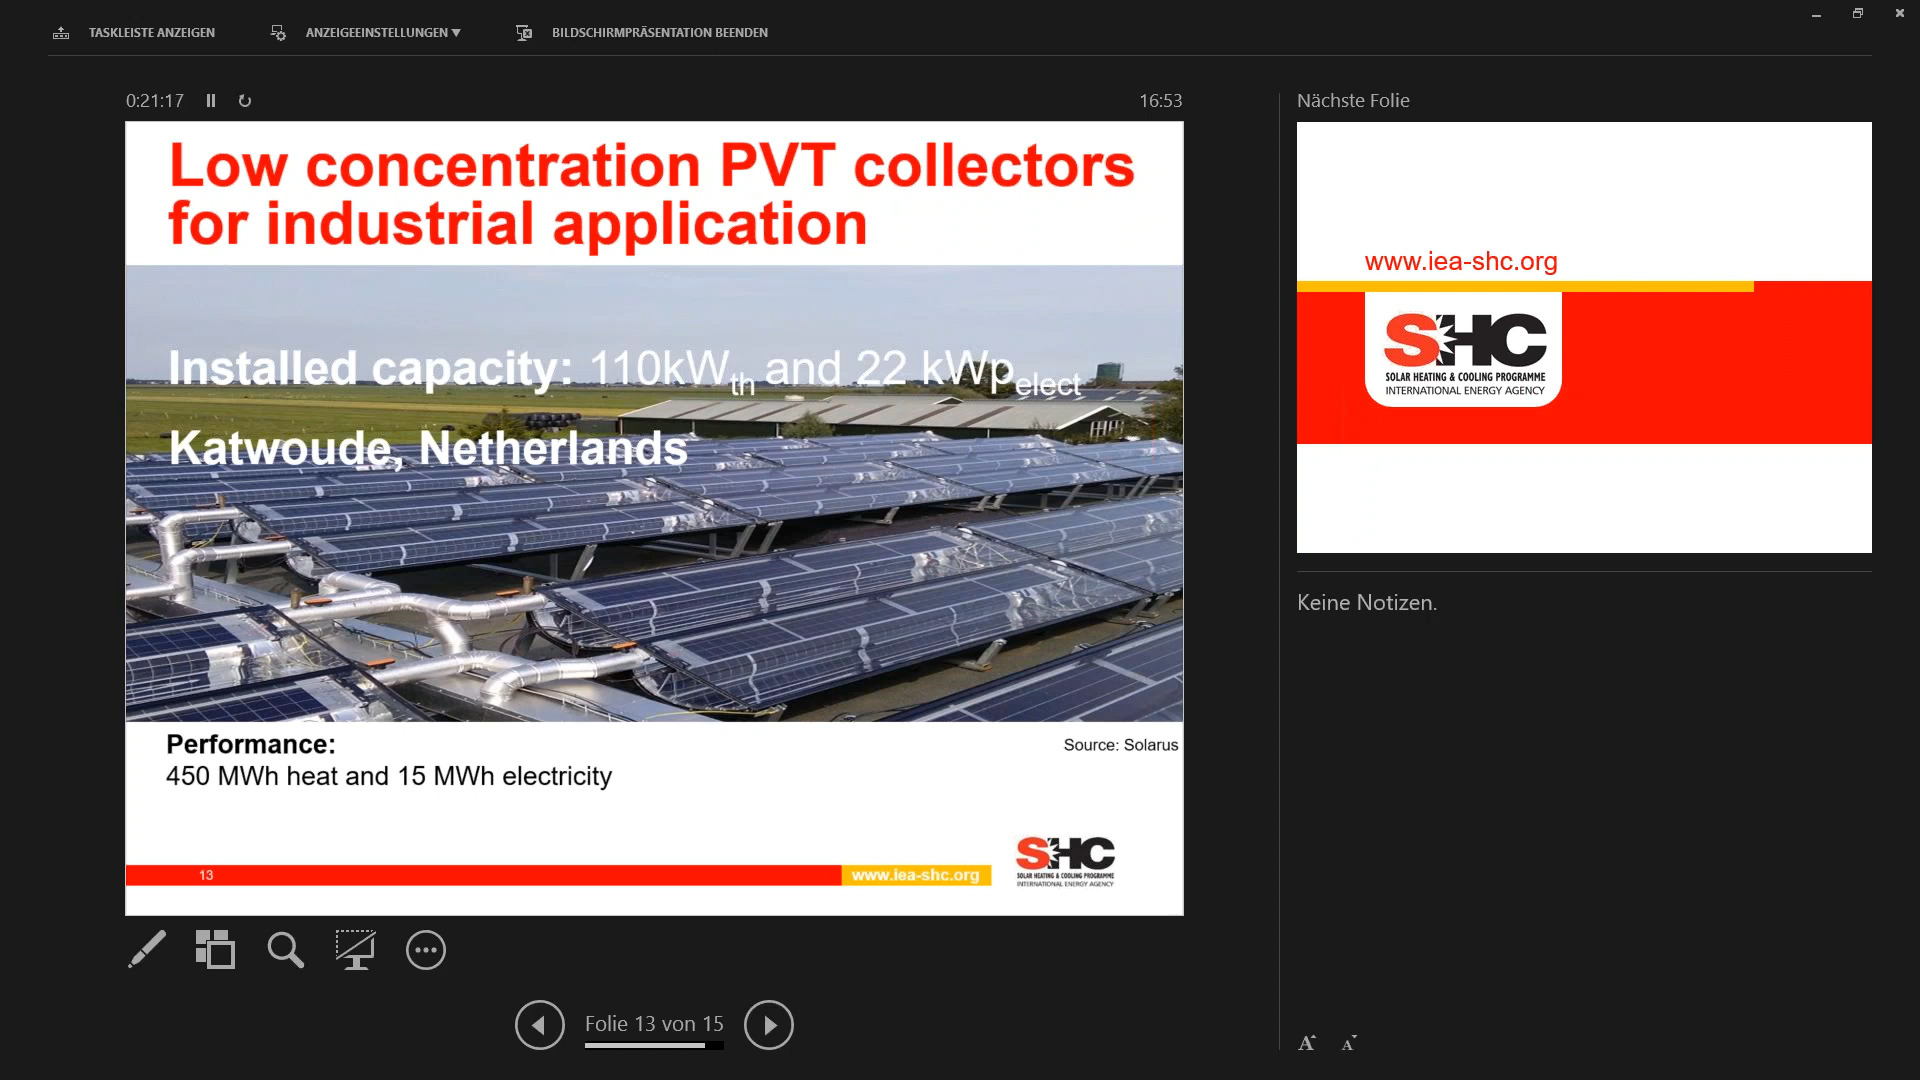 TASKLEISTE ANZEIGEN
ANZEIGEEINSTELLUNGEN ▼
BILDSCHIRMPRÄSENTATION BEENDEN
0:21:17
16:53
Low concentration PVT collectors
for industrial application
Installed capacity: 110kWth and 22 kWpelect
Katwoude, Netherlands
Performance:
Source: Solarus
450 MWh heat and 15 MWh electricity
13
www.iea-shc.org
SHC
SOLAR HEATING & COOLING PROGRAMME
INTERNATIONAL ENERGY AGENCY
Folie 13 von 15
Nächste Folie
www.iea-shc.org
SHC
SOLAR HEATING & COOLING PROGRAMME
INTERNATIONAL ENERGY AGENCY
Keine Notizen.
A A